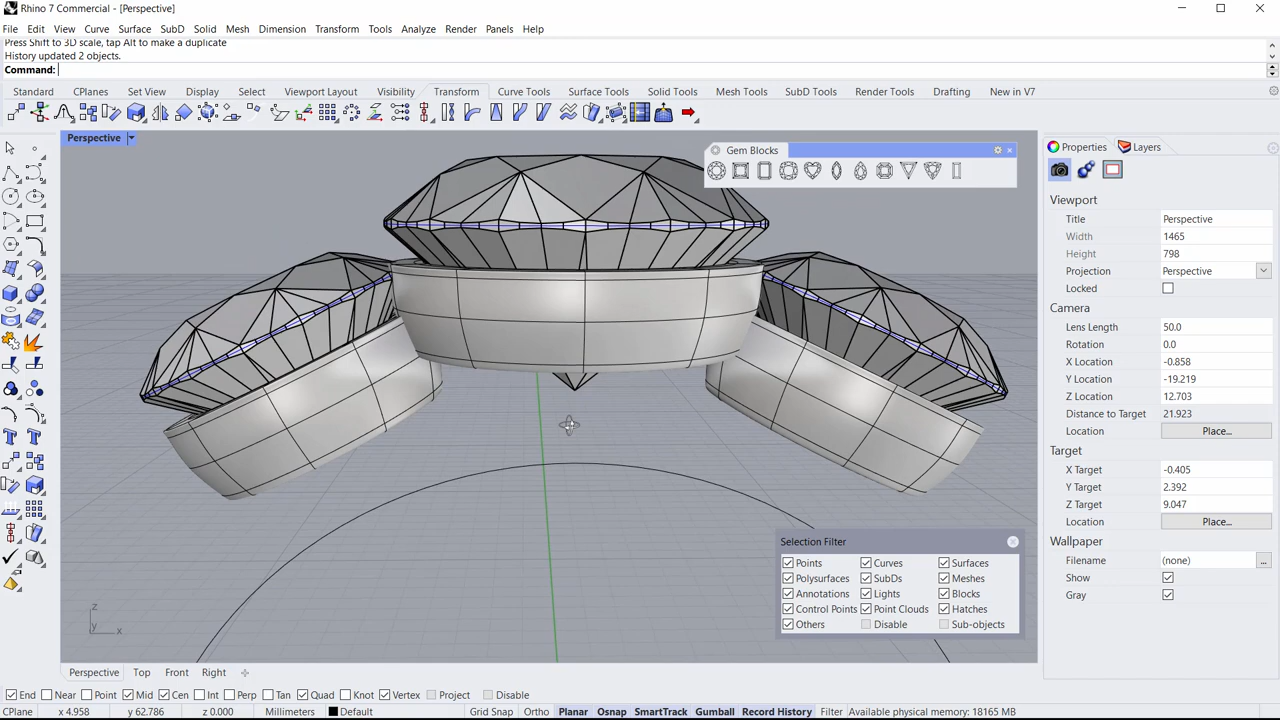 Rhino 7 Commercial - [Perspective]
File Edit View Curve Surface SubD Solid Mesh Dimension Transform Tools Analyze Render Panels Help
Press Shift to 3D scale, tap Alt to make a duplicate
History updated 2 objects.
Command:
Standard CPlanes Set View Display Select Viewport Layout Visibility Transform Curve Tools Surface Tools Solid Tools Mesh Tools SubD Tools Render Tools Drafting New in V7
Perspective
Gem Blocks
Properties Layers
Viewport
Title Perspective
Width 1465
Height 798
Projection Perspective
Locked
Camera
Lens Length 50.0
Rotation 0.0
X Location -0.858
Y Location -19.219
Z Location 12.703
Distance to Target 21.923
Location Place...
Target
X Target -0.405
Y Target 2.392
Z Target 9.047
Location Place...
Wallpaper
Filename (none) ...
Show
Gray
Selection Filter
Points Curves Surfaces
Polysurfaces SubDs Meshes
Annotations Lights Blocks
Control Points Point Clouds Hatches
Others Disable Sub-objects
z
y x
Perspective Top Front Right
End Near Point Mid Cen Int Perp Tan Quad Knot Vertex Project Disable
CPlane x 4.958 y 62.786 z 0.000 Millimeters Default Grid Snap Ortho Planar Osnap SmartTrack Gumball Record History Filter Available physical memory: 18165 MB